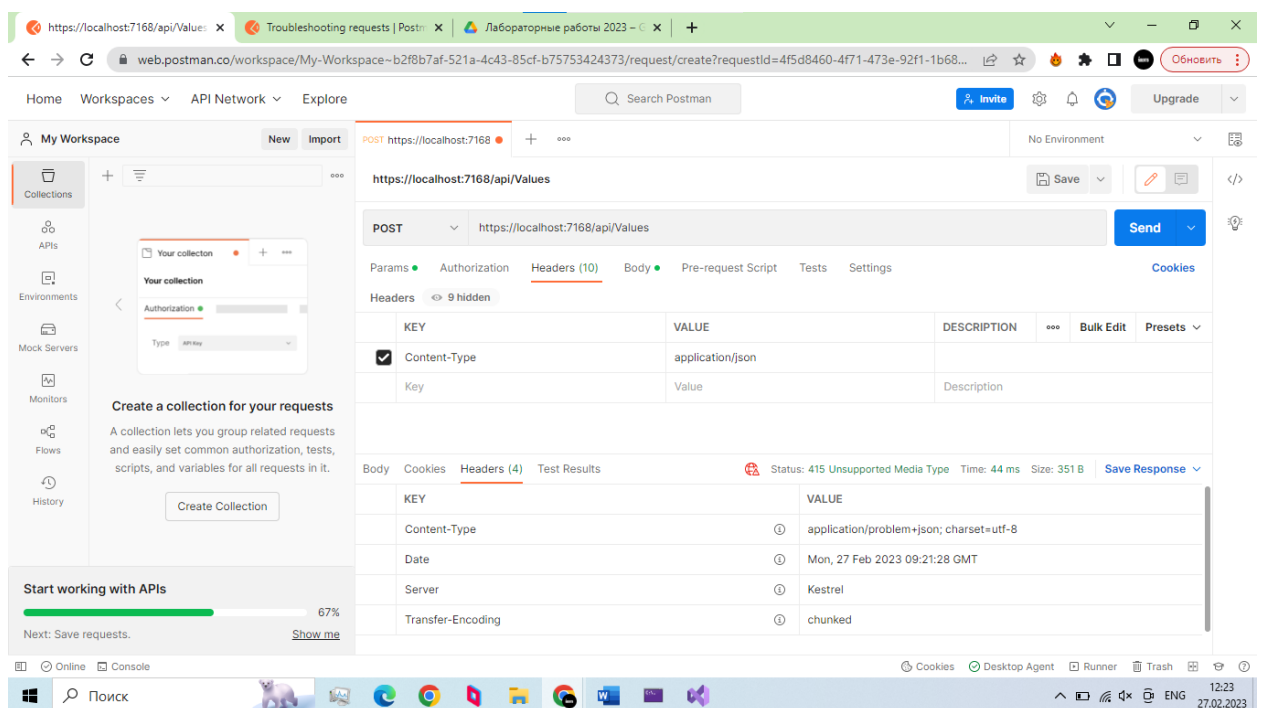 https://localhost:7168/api/Values
Troubleshooting requests | Postm
Лабораторные работы 2023 – G
web.postman.co/workspace/My-Workspace~b2f8b7af-521a-4c43-85cf-b75753424373/request/create?requestId=4f5d8460-4f71-473e-92f1-1b68...
Обновить
Home Workspaces API Network Explore
Search Postman
Invite
Upgrade
My Workspace
New Import
POST https://localhost:7168
No Environment
Collections
APIs
Environments
Mock Servers
Monitors
Flows
History
Your collecton
Your collection
Authorization
Type API Key
Create a collection for your requests
A collection lets you group related requests
and easily set common authorization, tests,
scripts, and variables for all requests in it.
Create Collection
Start working with APIs
67%
Next: Save requests. Show me
https://localhost:7168/api/Values
Save
POST https://localhost:7168/api/Values
Send
Params Authorization Headers (10) Body Pre-request Script Tests Settings
Cookies
Headers 9 hidden
KEY VALUE DESCRIPTION Bulk Edit Presets
Content-Type application/json
Key Value Description
Body Cookies Headers (4) Test Results
Status: 415 Unsupported Media Type Time: 44 ms Size: 351 B Save Response
KEY VALUE
Content-Type application/problem+json; charset=utf-8
Date Mon, 27 Feb 2023 09:21:28 GMT
Server Kestrel
Transfer-Encoding chunked
Online Console
Cookies Desktop Agent Runner Trash
Поиск
ENG
12:23
27.02.2023